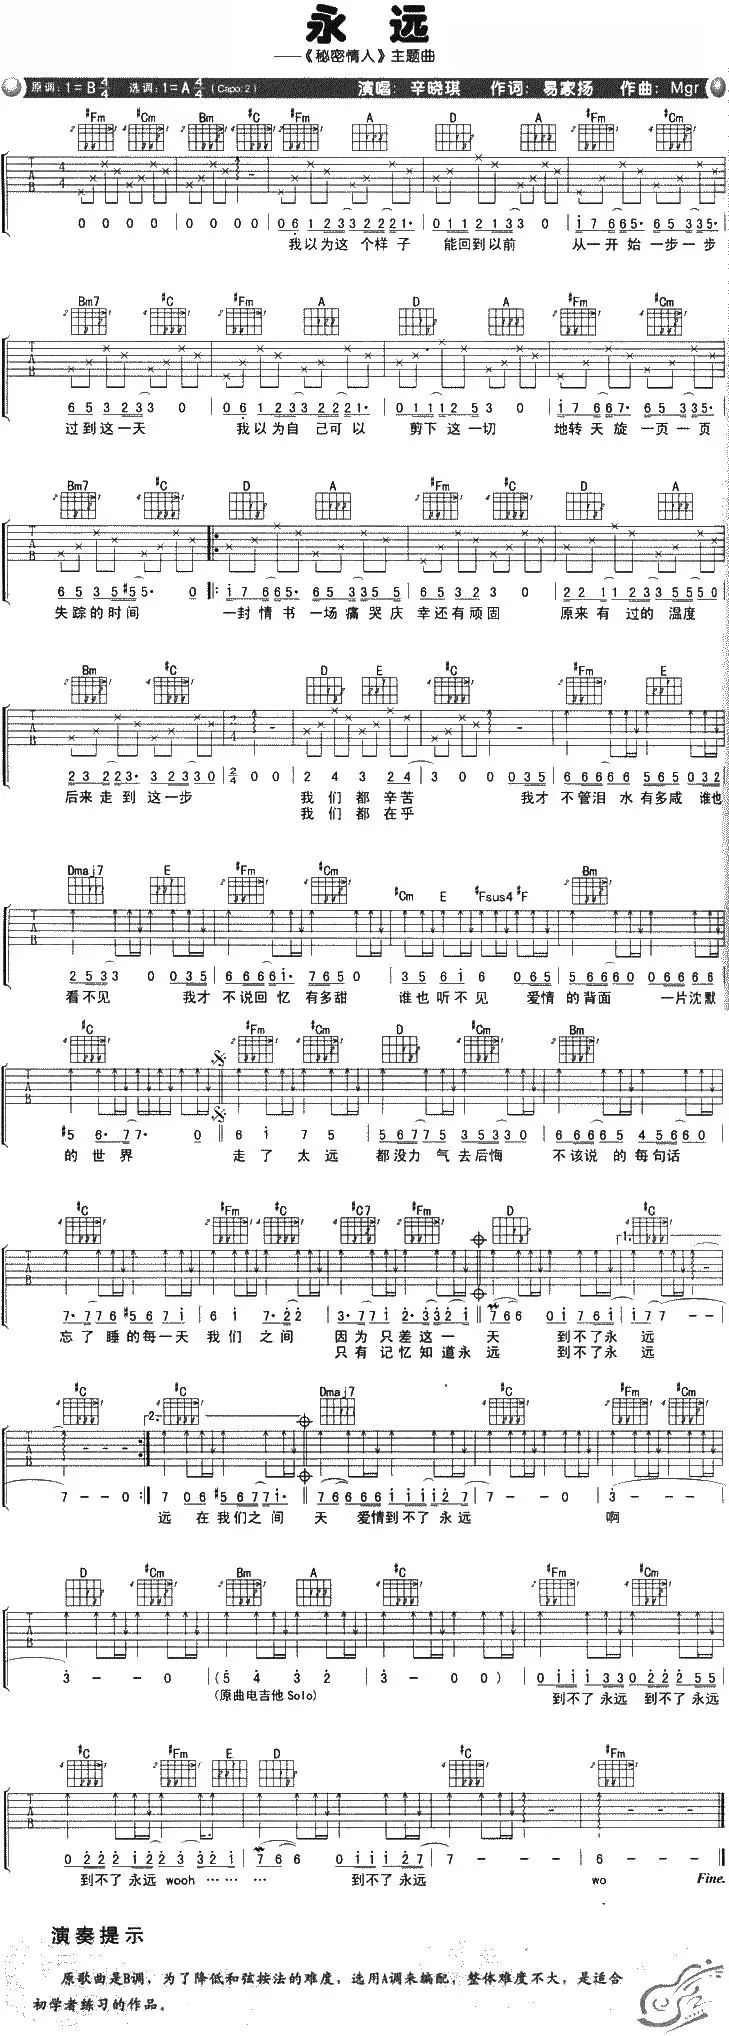 永 远
——《秘密情人》主题曲
原调:1=B 4/4 选调:1=A 4/4 (Capo:2) 演唱: 辛晓琪 作词: 易家扬 作曲: Mgr
#Fm #Cm Bm #C #Fm A D A #Fm #Cm
0 0 0 0 | 0 0 0 0 | 0 6 1 2 3 3 2 2 2 1· | 0 1 1 2 1 3 3 0 | 1 7 6 6 5· 6 5 3 3 5·
我以为这 个样子 能回到以前 从一开始一步一步
Bm7 #C #Fm A D A #Fm #Cm
6 5 3 2 3 3 0 | 0 6 1 2 3 3 2 2 2 1· | 0 1 1 1 2 5 3 0 | 1 7 6 6 7· 6 5 3 3 5·
过到这一天 我以为自己可以 剪下这一切 地转天旋一页一页
Bm7 #C D A #Fm #C D A
6 5 3 5 #5 5· 0 |: 1 7 6 6 5· 6 5 3 3 5 5 | 6 5 3 5 2 3 0 | 2 2 1 1 2 3 3 5 5 5 0
失踪的时间 一封情书一场痛哭庆 幸还有顽固 原来有过的温度
Bm #C D E #C #Fm E
2 3 2 2 3· 3 2 3 3 0 | 2/4 0 0 | 2 4 3 2 4 | 3 0 0 0 3 5 | 6 6 6 6 6 5 6 5 0 3 2
后来走到这一步 我们都辛苦 我才 不管泪水有多咸 谁也
我们都在乎
Dmaj7 E #Fm #Cm #Cm E #Fsus4 #F Bm
2 5 3 3 0 0 3 5 | 6 6 6 6 1· 7 6 5 0 | 3 5 6 1 6 0 6 5 | 5 6 6 6 0 0 6 6 6 6
看不见 我才 不说回忆有多甜 谁也听不见 爱情 的背面 一片沈默
#C #Fm #Cm D #Cm Bm
#5 6· 7 7· 0 | 6 1 7 5 | 5 6 7 7 5 3 5 3 3 0 | 6 6 6 6 5 4 5 6 6 0
的世界 走了太远 都没力气去后悔 不该说的每句话
#C #Fm #C #C7 #Fm D 1. #C
7· 7 7 6 #5 6 7 1 | 6 1 7· 2 2 | 3· 7 7 1 2· 3 3 2 1 | 7 6 6 0 1 7 6 1 | 1 7 7 - -
忘了睡的每一天 我们之间 因为只差这一 天 到不了永 远
只有记忆知道永 远 到不了永 远
#C 2. #C Dmaj7 #C #Fm #Cm
7 - - 0 :| 7 0 6 #5 6 7 7 1· | 7 6 6 6 6 1 1 1 1 2 7 | 7 - - 0 | 3 - - -
远 在我们之间 天 爱情到不了永远 啊
D #Cm Bm A #C #Fm #Cm
3 - - 0 | (5 4 3 2 | 3 - 0 0) | 0 1 1 1 3 3 0 2 2 2 5 5
(原曲电吉他 Solo) 到不了永远 到不了永远
#C #Fm E D #C #Fm
0 2 2 2 1 2 3 3 2 1 | 7 6 6 0 1 1 1 2 7 | 7 - - - | 6 - - - ||
到不了永远 wooh ⋯ ⋯ ⋯ 到不了永远 wo Fine.
演奏提示
原歌曲是B调，为了降低和弦按法的难度，选用A调来编配，整体难度不大，是适合
初学者练习的作品。